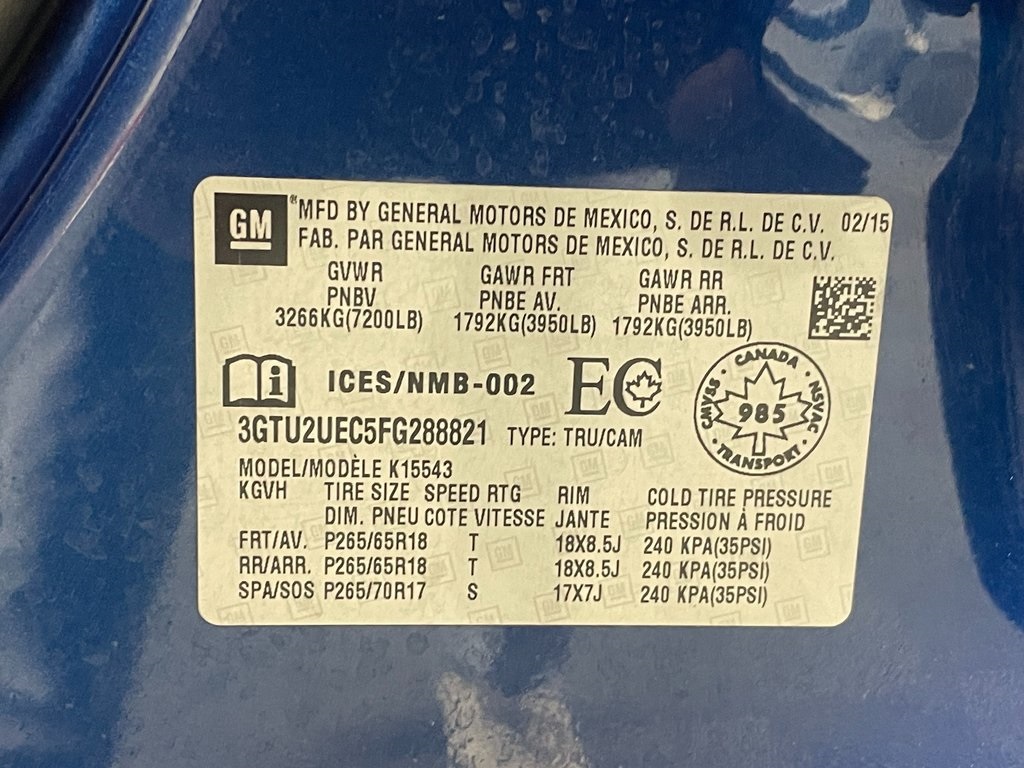 GM ® MFD BY GENERAL MOTORS DE MEXICO, S. DE R.L. DE C.V. 02/15
FAB. PAR GENERAL MOTORS DE MEXICO, S. DE R.L. DE C.V.
GVWR GAWR FRT GAWR RR
PNBV PNBE AV. PNBE ARR.
3266KG(7200LB) 1792KG(3950LB) 1792KG(3950LB)
i ICES/NMB-002 EC
CANADA
CMVSS 985 NSVAC
TRANSPORT
3GTU2UEC5FG288821 TYPE: TRU/CAM
MODEL/MODÈLE K15543
KGVH TIRE SIZE SPEED RTG RIM COLD TIRE PRESSURE
DIM. PNEU COTE VITESSE JANTE PRESSION À FROID
FRT/AV. P265/65R18 T 18X8.5J 240 KPA(35PSI)
RR/ARR. P265/65R18 T 18X8.5J 240 KPA(35PSI)
SPA/SOS P265/70R17 S 17X7J 240 KPA(35PSI)